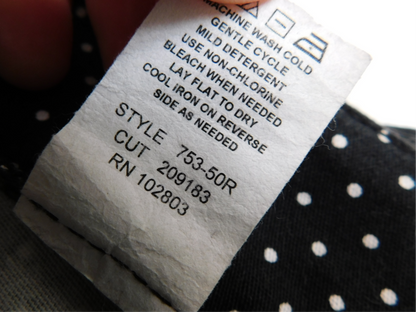 MACHINE WASH COLD
GENTLE CYCLE
MILD DETERGENT
USE NON-CHLORINE
BLEACH WHEN NEEDED
LAY FLAT TO DRY
COOL IRON ON REVERSE
SIDE AS NEEDED
STYLE 753-50R
CUT 209183
RN 102803